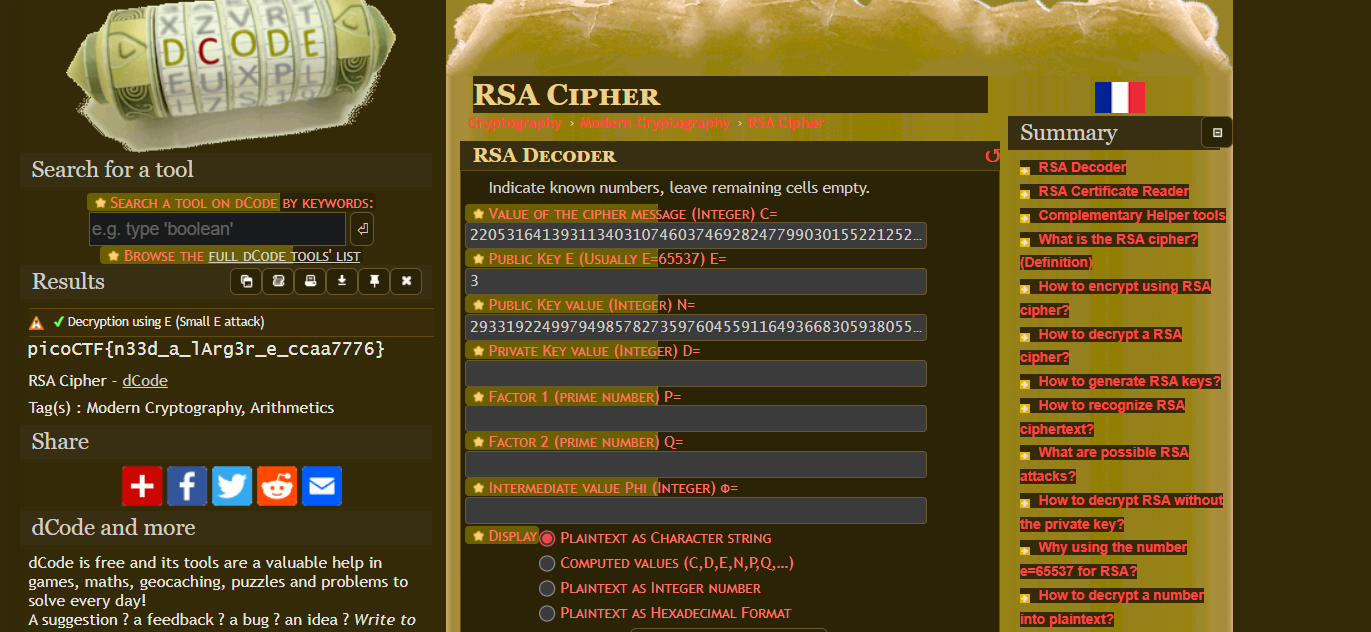 DCODE
Search for a tool
Search a tool on dCode by keywords:
e.g. type 'boolean'
Browse the full dCode tools' list
Results
Decryption using E (Small E attack)
picoCTF{n33d_a_lArg3r_e_ccaa7776}
RSA Cipher - dCode
Tag(s) : Modern Cryptography, Arithmetics
Share
dCode and more
dCode is free and its tools are a valuable help in
games, maths, geocaching, puzzles and problems to
solve every day!
A suggestion ? a feedback ? a bug ? an idea ? Write to
RSA Cipher
Cryptography › Modern Cryptography › RSA Cipher
RSA Decoder
Indicate known numbers, leave remaining cells empty.
Value of the cipher message (Integer) C=
2205316413931134031074603746928247799030155221252...
Public Key E (Usually E=65537) E=
3
Public Key value (Integer) N=
2933192249979498578273597604559116493668305938055...
Private Key value (Integer) D=
Factor 1 (prime number) P=
Factor 2 (prime number) Q=
Intermediate value Phi (Integer) Φ=
Display
Plaintext as Character string
Computed values (C,D,E,N,P,Q,...)
Plaintext as Integer number
Plaintext as Hexadecimal Format
Summary
RSA Decoder
RSA Certificate Reader
Complementary Helper tools
What is the RSA cipher?
(Definition)
How to encrypt using RSA
cipher?
How to decrypt a RSA
cipher?
How to generate RSA keys?
How to recognize RSA
ciphertext?
What are possible RSA
attacks?
How to decrypt RSA without
the private key?
Why using the number
e=65537 for RSA?
How to decrypt a number
into plaintext?